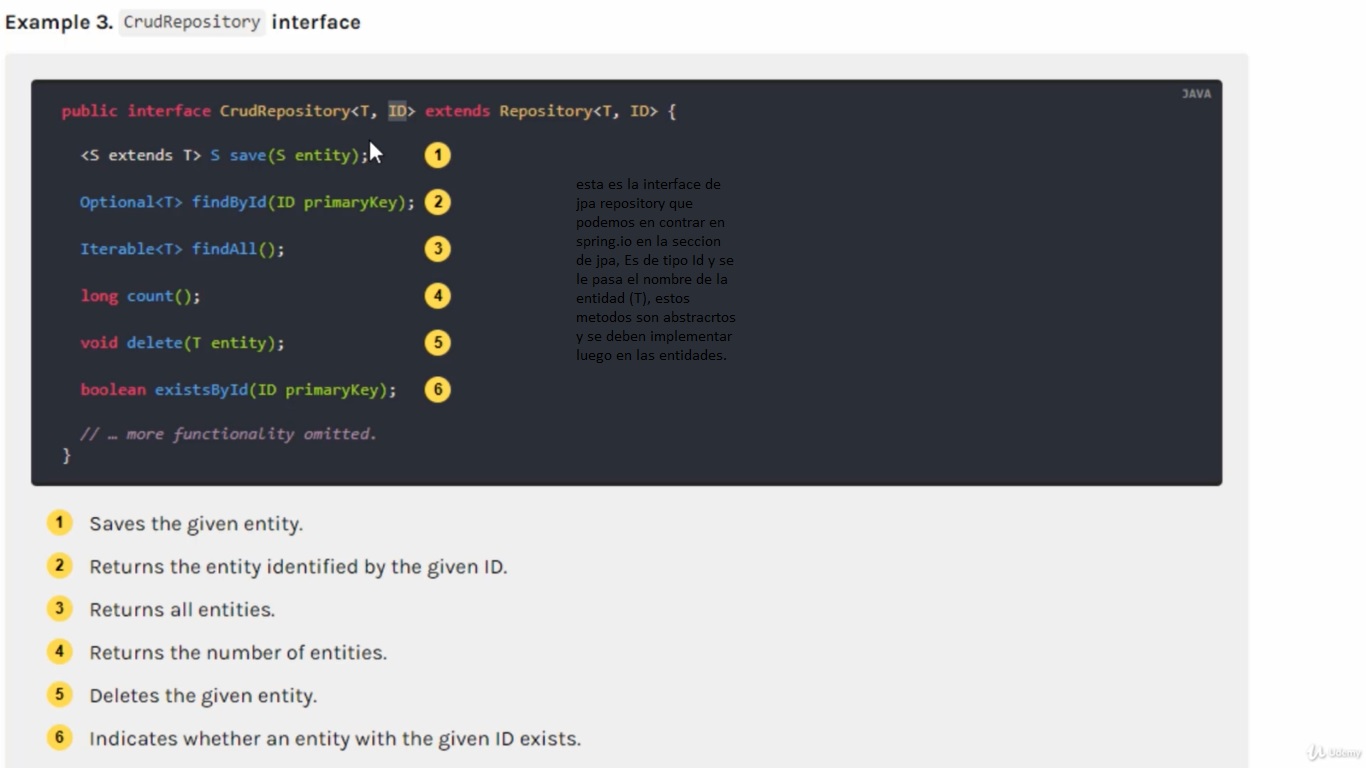 Example 3. CrudRepository interface
JAVA
public interface CrudRepository<T, ID> extends Repository<T, ID> {
<S extends T> S save(S entity); 1
Optional<T> findById(ID primaryKey); 2
Iterable<T> findAll(); 3
long count(); 4
void delete(T entity); 5
boolean existsById(ID primaryKey); 6
// … more functionality omitted.
}
esta es la interface de
jpa repository que
podemos en contrar en
spring.io en la seccion
de jpa, Es de tipo Id y se
le pasa el nombre de la
entidad (T), estos
metodos son abstracrtos
y se deben implementar
luego en las entidades.
1 Saves the given entity.
2 Returns the entity identified by the given ID.
3 Returns all entities.
4 Returns the number of entities.
5 Deletes the given entity.
6 Indicates whether an entity with the given ID exists.
Udemy